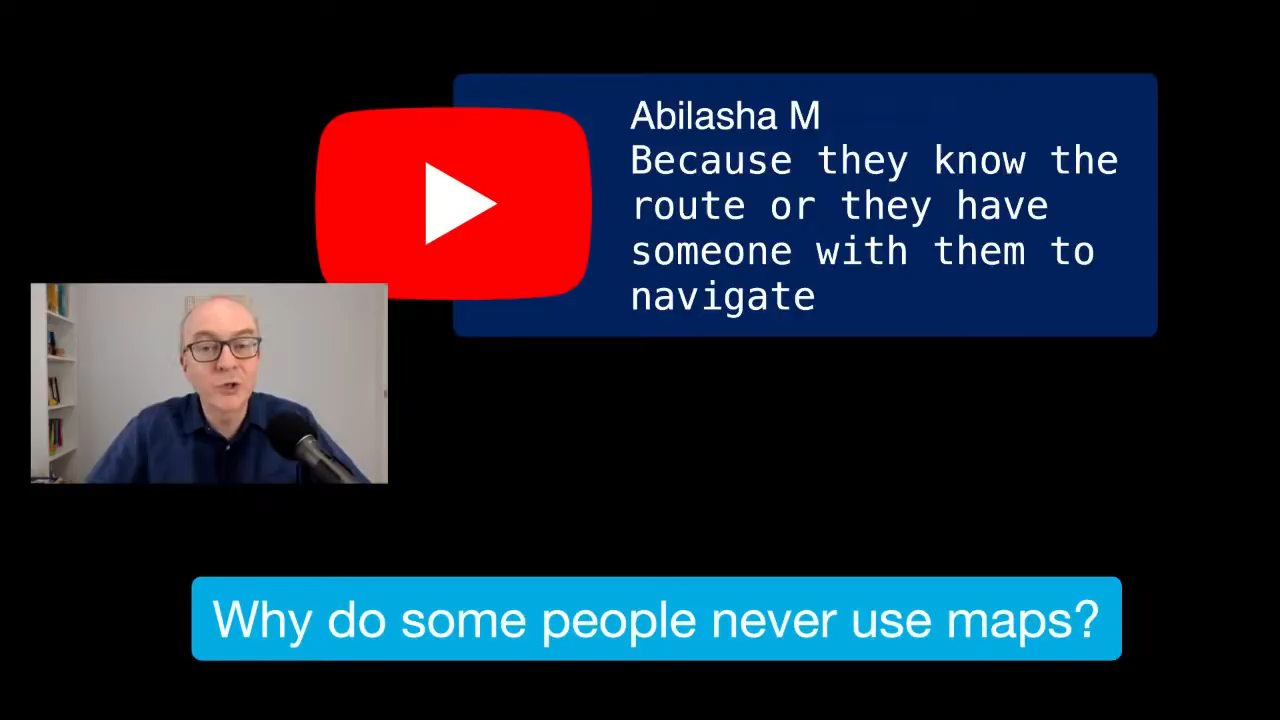 Abilasha M
Because they know the
route or they have
someone with them to
navigate
Why do some people never use maps?